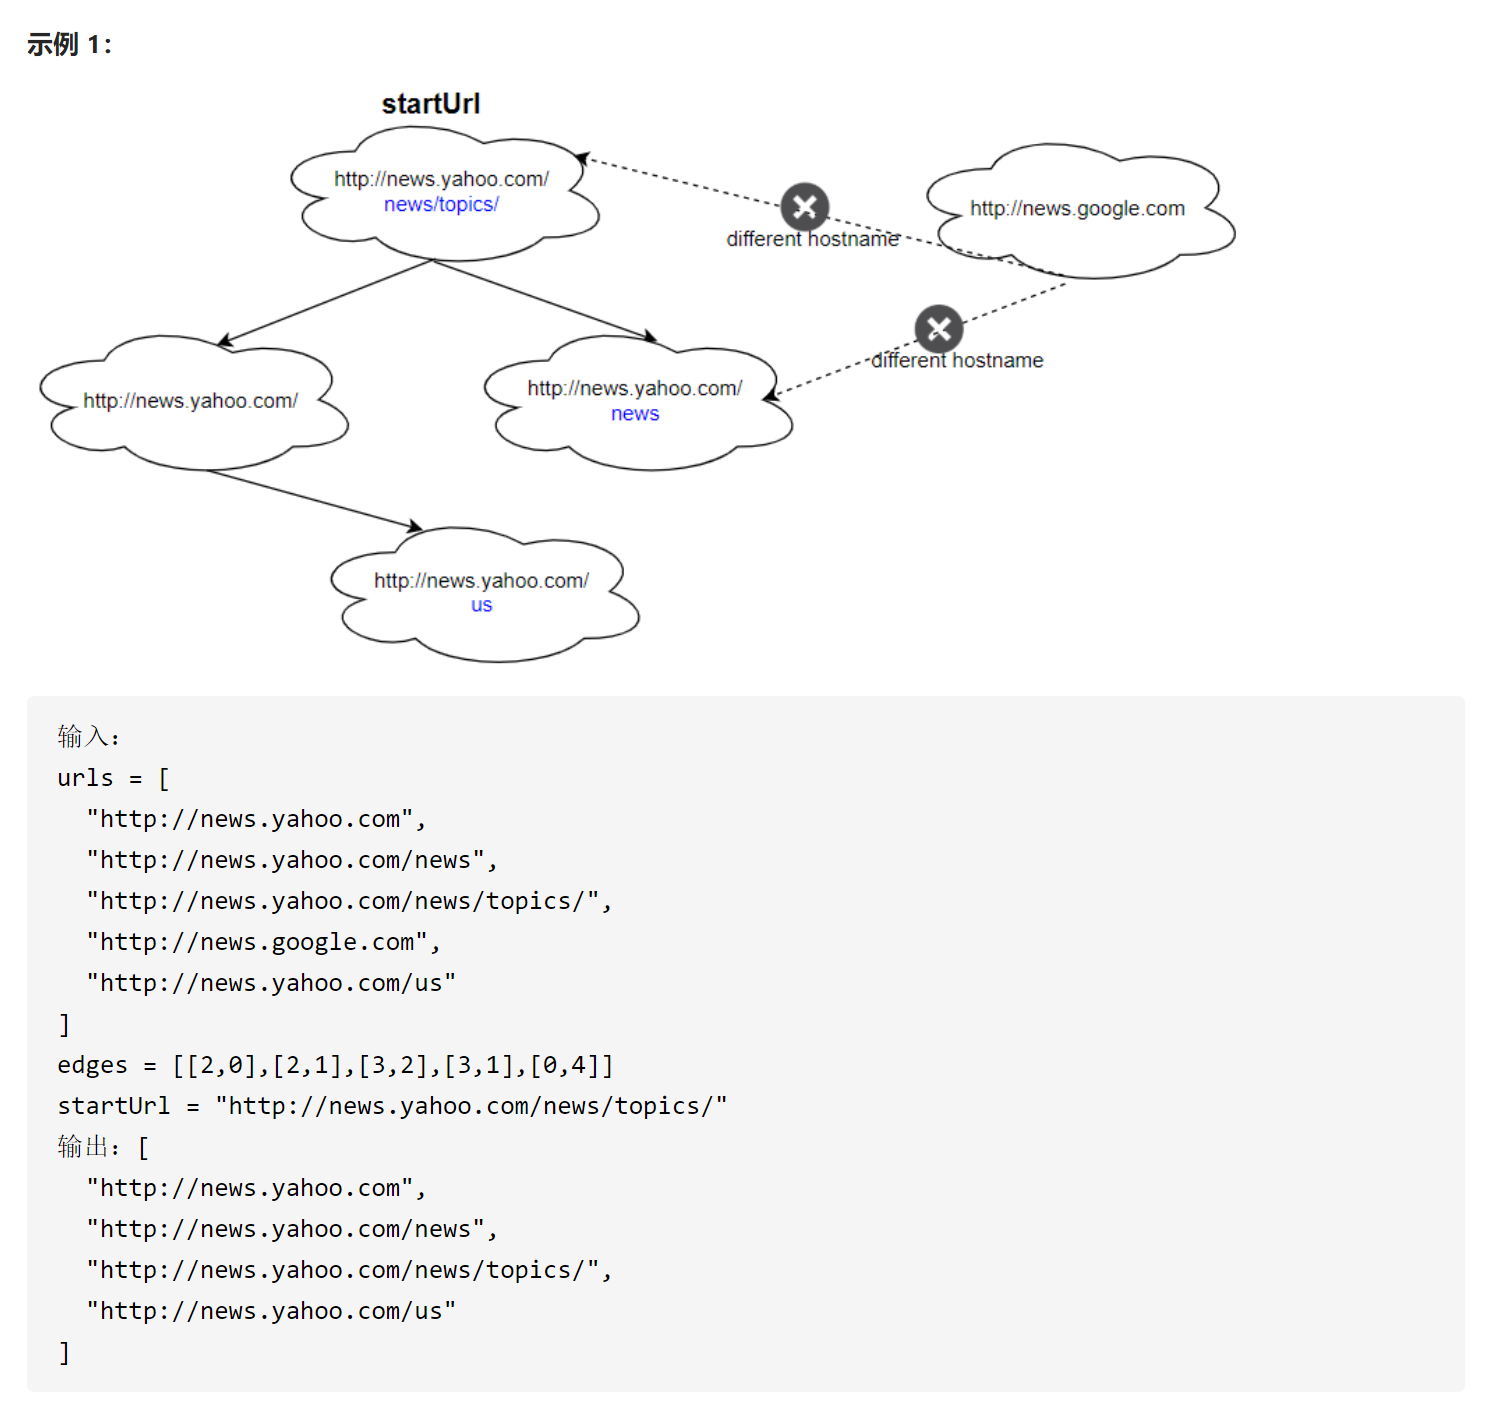 示例 1：
startUrl
http://news.yahoo.com/
news/topics/
http://news.google.com
different hostname
different hostname
http://news.yahoo.com/
http://news.yahoo.com/
news
http://news.yahoo.com/
us
输入：
urls = [
  "http://news.yahoo.com",
  "http://news.yahoo.com/news",
  "http://news.yahoo.com/news/topics/",
  "http://news.google.com",
  "http://news.yahoo.com/us"
]
edges = [[2,0],[2,1],[3,2],[3,1],[0,4]]
startUrl = "http://news.yahoo.com/news/topics/"
输出：[
  "http://news.yahoo.com",
  "http://news.yahoo.com/news",
  "http://news.yahoo.com/news/topics/",
  "http://news.yahoo.com/us"
]